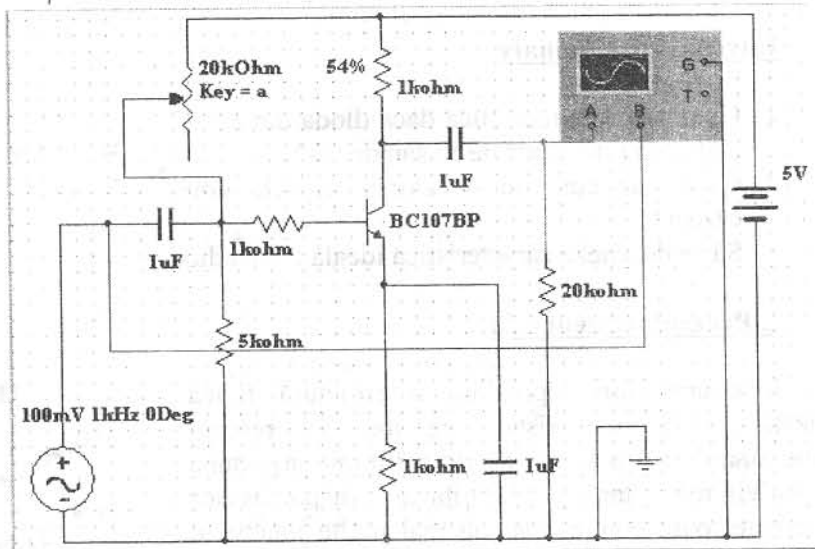 20kOhm
Key = a
54%
1kohm
G
T
A
B
1uF
5V
BC107BP
1uF
1kohm
20kohm
5kohm
100mV 1kHz 0Deg
1kohm
1uF